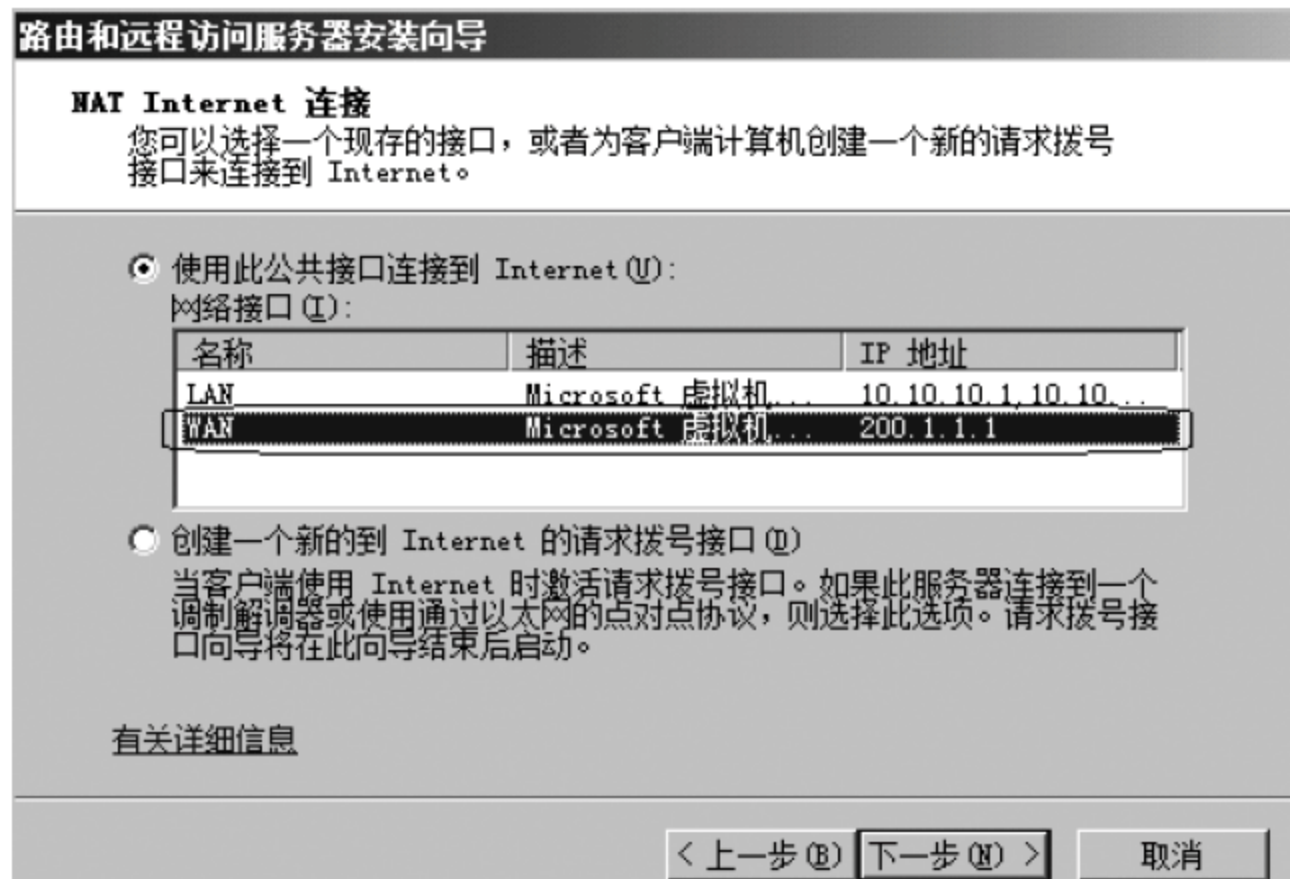 路由和远程访问服务器安装向导
NAT Internet 连接
您可以选择一个现存的接口，或者为客户端计算机创建一个新的请求拨号
接口来连接到 Internet。
使用此公共接口连接到 Internet(U):
网络接口(I):
名称 描述 IP 地址
LAN Microsoft 虚拟机... 10.10.10.1,10.10...
WAN Microsoft 虚拟机... 200.1.1.1
创建一个新的到 Internet 的请求拨号接口(D)
当客户端使用 Internet 时激活请求拨号接口。如果此服务器连接到一个
调制解调器或使用通过以太网的点对点协议，则选择此选项。请求拨号接
口向导将在此向导结束后启动。
有关详细信息
< 上一步(B) 下一步(N) > 取消